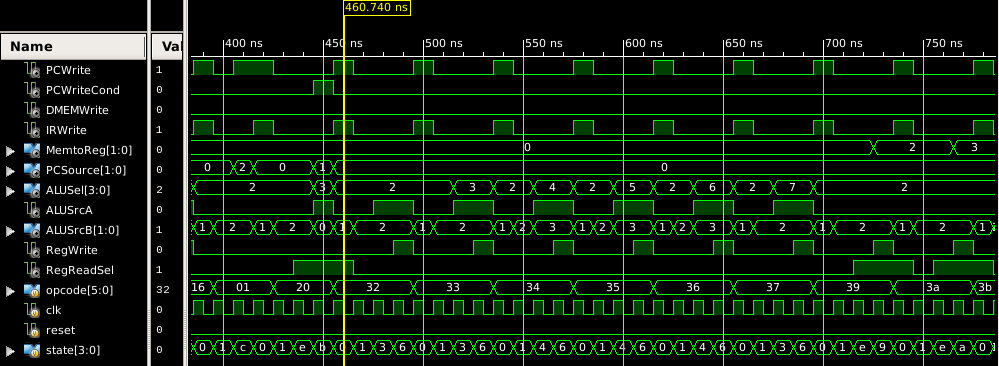 460.740 ns
Name Val 400 ns 450 ns 500 ns 550 ns 600 ns 650 ns 700 ns 750 ns
PCWrite 1
PCWriteCond 0
DMEMWrite 0
IRWrite 1
MemtoReg[1:0] 0 0 2 3
PCSource[1:0] 0 0 2 0 1 0
ALUSel[3:0] 2 2 3 2 3 2 4 2 5 2 6 2 7 2
ALUSrcA 0
ALUSrcB[1:0] 1 1 2 1 2 0 1 2 1 2 1 2 3 1 2 3 1 2 3 1 2 1 2 1 2 1
RegWrite 0
RegReadSel 1
opcode[5:0] 32 16 01 20 32 33 34 35 36 37 39 3a 3b
clk 0
reset 0
state[3:0] 0 0 1 c 0 1 e b 0 1 3 6 0 1 3 6 0 1 4 6 0 1 4 6 0 1 4 6 0 1 3 6 0 1 e 9 0 1 e a 0